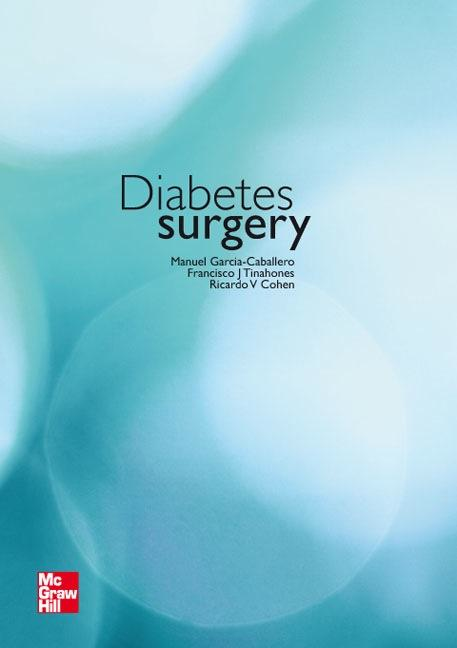 Diabetes
surgery
Manuel Garcia-Caballero
Francisco J Tinahones
Ricardo V Cohen
Mc
Graw
Hill